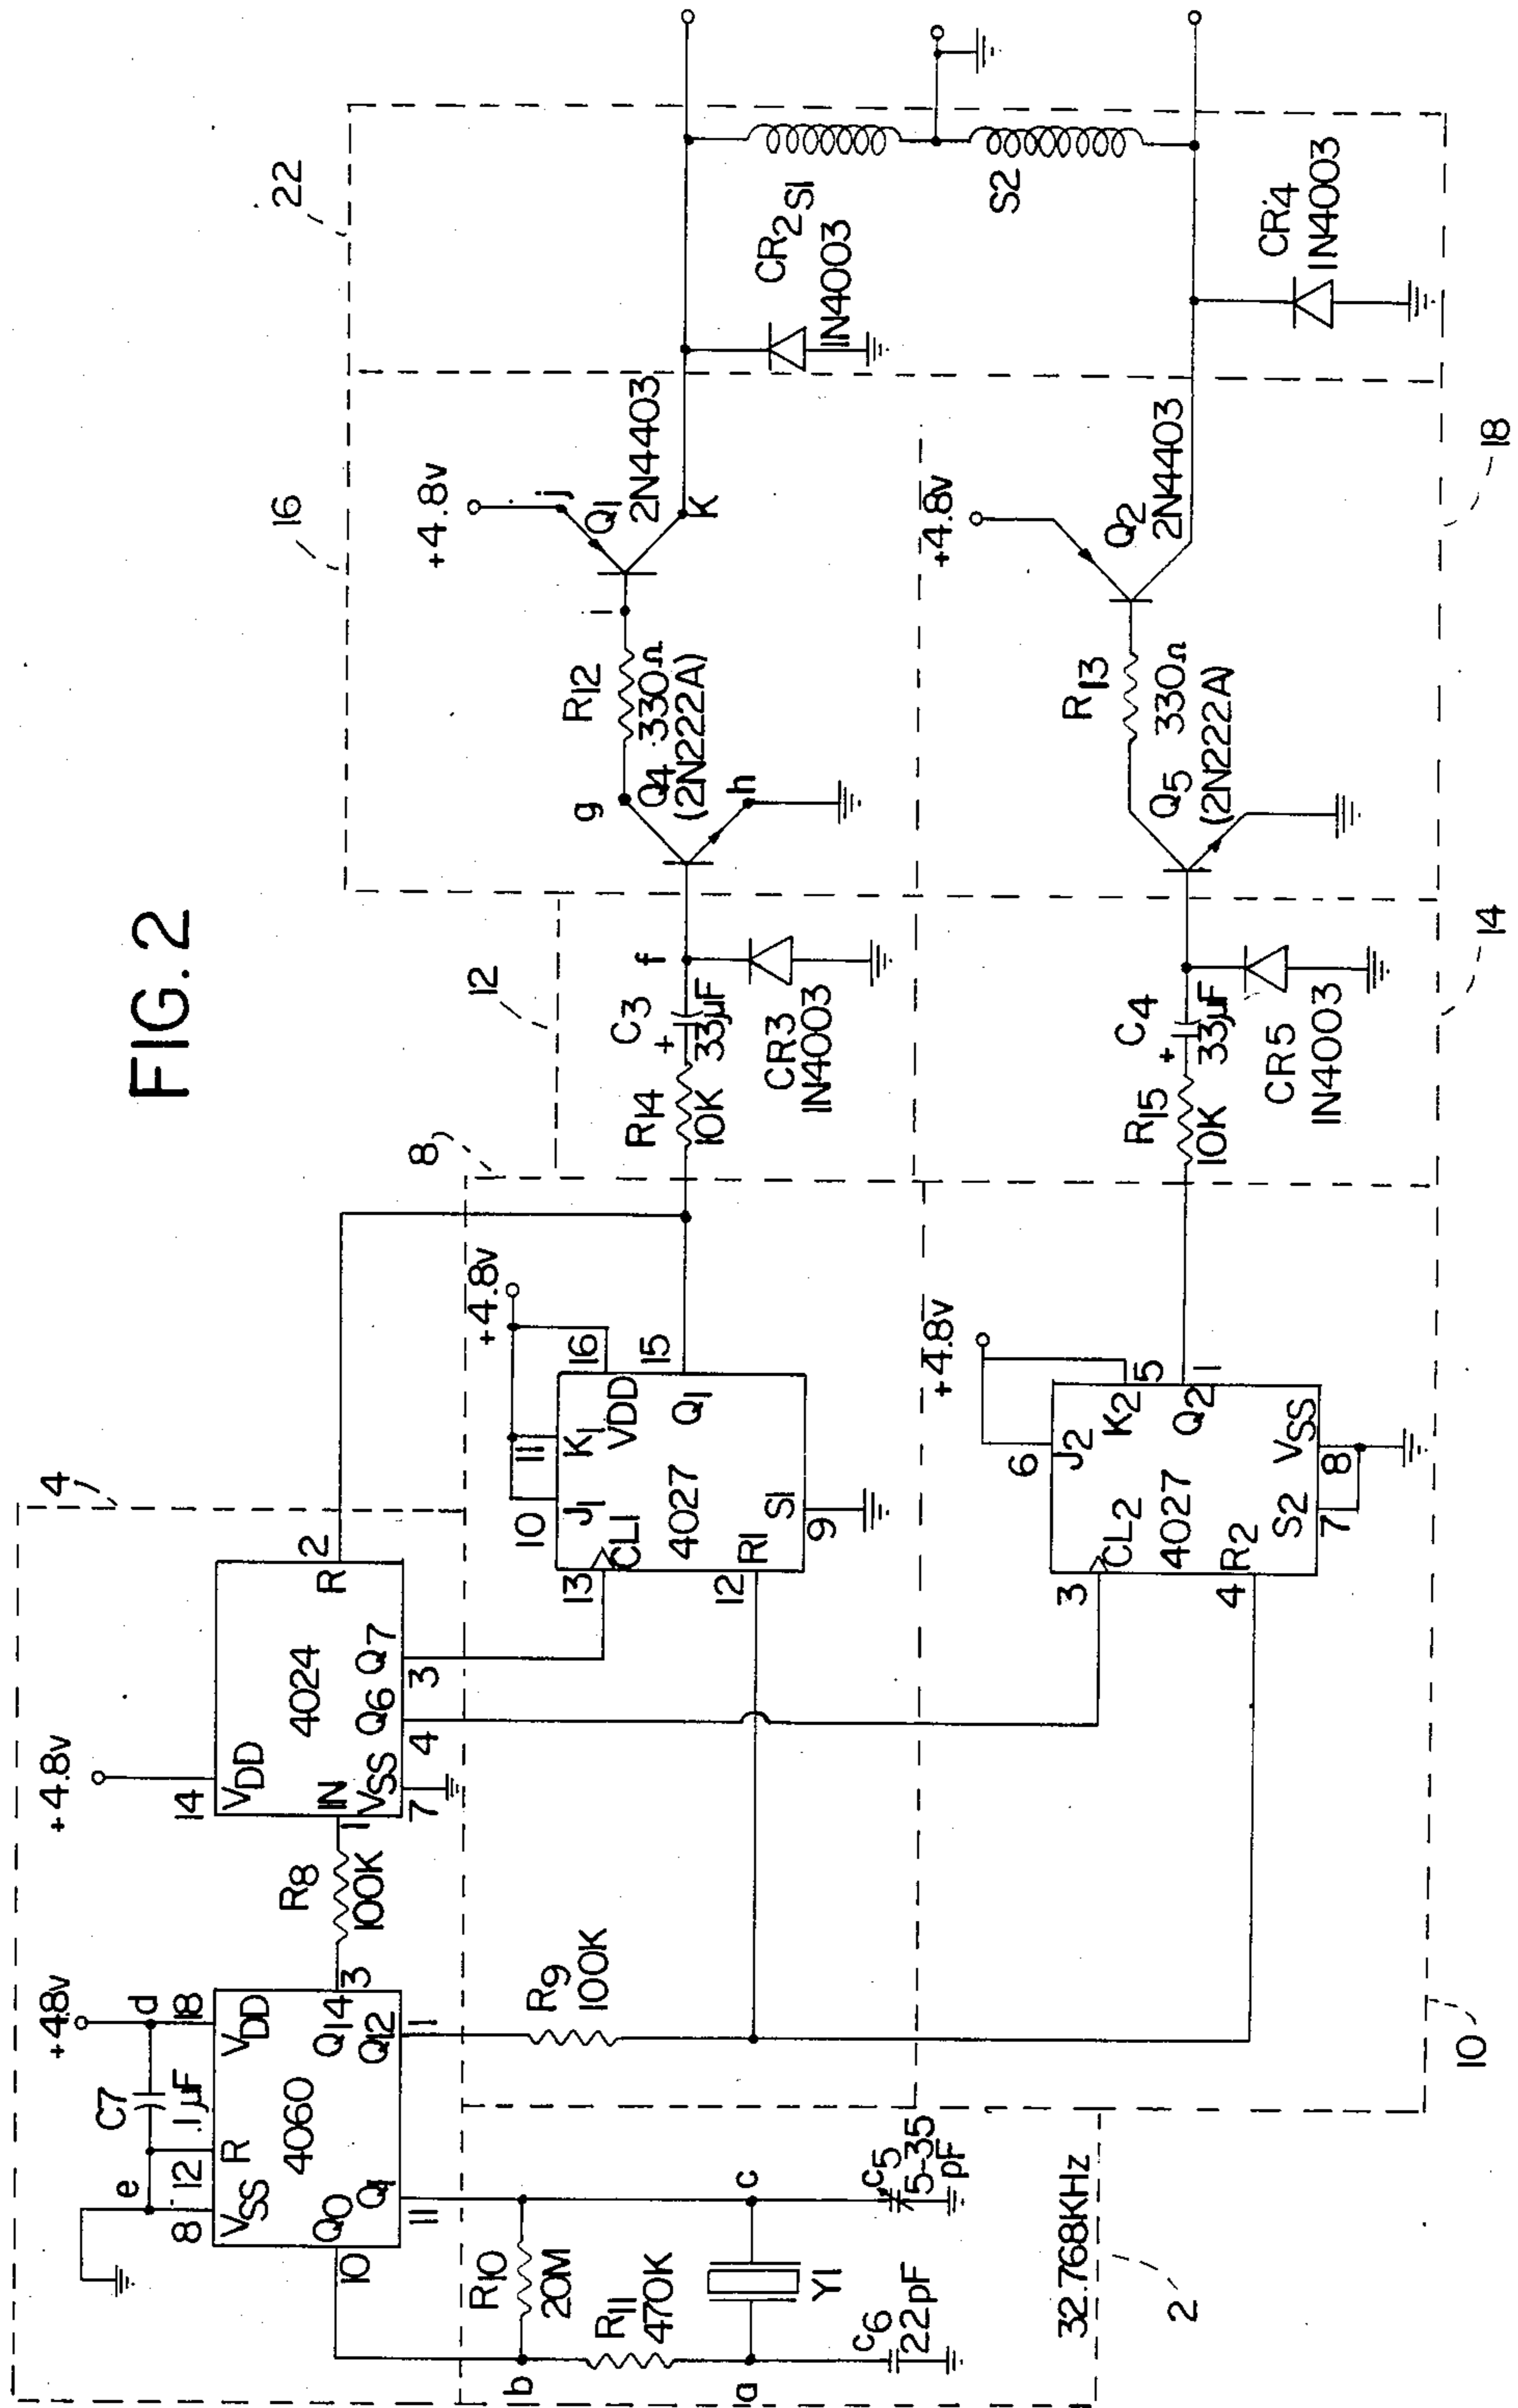 FIG. 2
22
16
18
12
14
8
4
10
2
+4.8v
C7
.1µF
d
e
8
12
18
VSS
R
VDD
4060
Q0
Q14
Q1
Q12
10
11
1
3
R8
100K
+4.8v
14
VDD
4024
IN
VSS
Q6
Q7
R
1
7
4
3
2
R10
20M
R11
470K
b
a
c
Y1
C6
22pF
C5
5-35
pF
32.768KHz
R9
100K
+4.8v
10
11
16
J1
K1
VDD
13
CL1
4027
Q1
15
12
R1
S1
9
+4.8v
6
J2
K2
5
3
CL2
4027
Q2
1
4
R2
S2
VSS
7
8
R14
10K
C3
+
33µF
f
CR3
1N4003
R15
10K
C4
+
33µF
CR5
1N4003
g
Q4
(2N222A)
h
R12
330Ω
i
+4.8v
j
Q1
2N4403
K
Q5
(2N222A)
R13
330Ω
+4.8v
Q2
2N4403
CR2
1N4003
S1
S2
CR4
1N4003